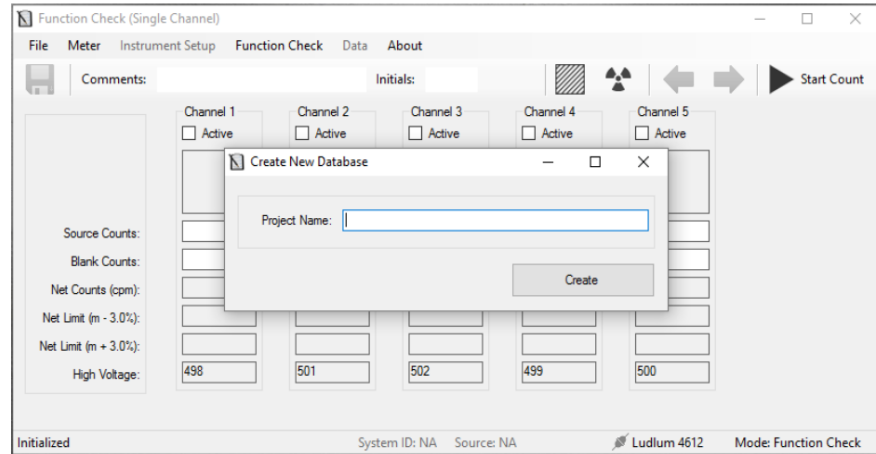 Function Check (Single Channel)
File Meter Instrument Setup Function Check Data About
Comments: Initials: Start Count
Channel 1 Channel 2 Channel 3 Channel 4 Channel 5
Active Active Active Active Active
Create New Database
Project Name:
Create
Source Counts:
Blank Counts:
Net Counts (cpm):
Net Limit (m - 3.0%):
Net Limit (m + 3.0%):
High Voltage: 498 501 502 499 500
Initialized System ID: NA Source: NA Ludlum 4612 Mode: Function Check